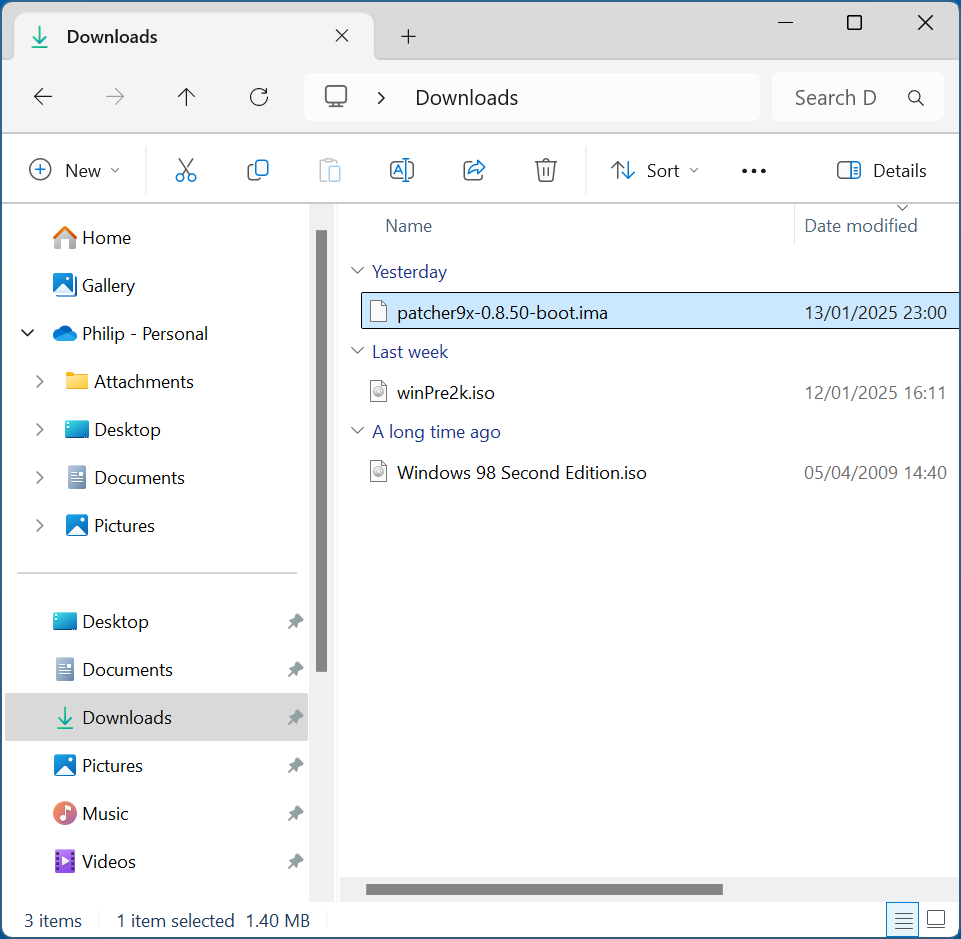 Downloads
Downloads
Search D
New
Sort
Details
Home
Gallery
Philip - Personal
Attachments
Desktop
Documents
Pictures
Desktop
Documents
Downloads
Pictures
Music
Videos
Name Date modified
Yesterday
patcher9x-0.8.50-boot.ima 13/01/2025 23:00
Last week
winPre2k.iso 12/01/2025 16:11
A long time ago
Windows 98 Second Edition.iso 05/04/2009 14:40
3 items 1 item selected 1.40 MB